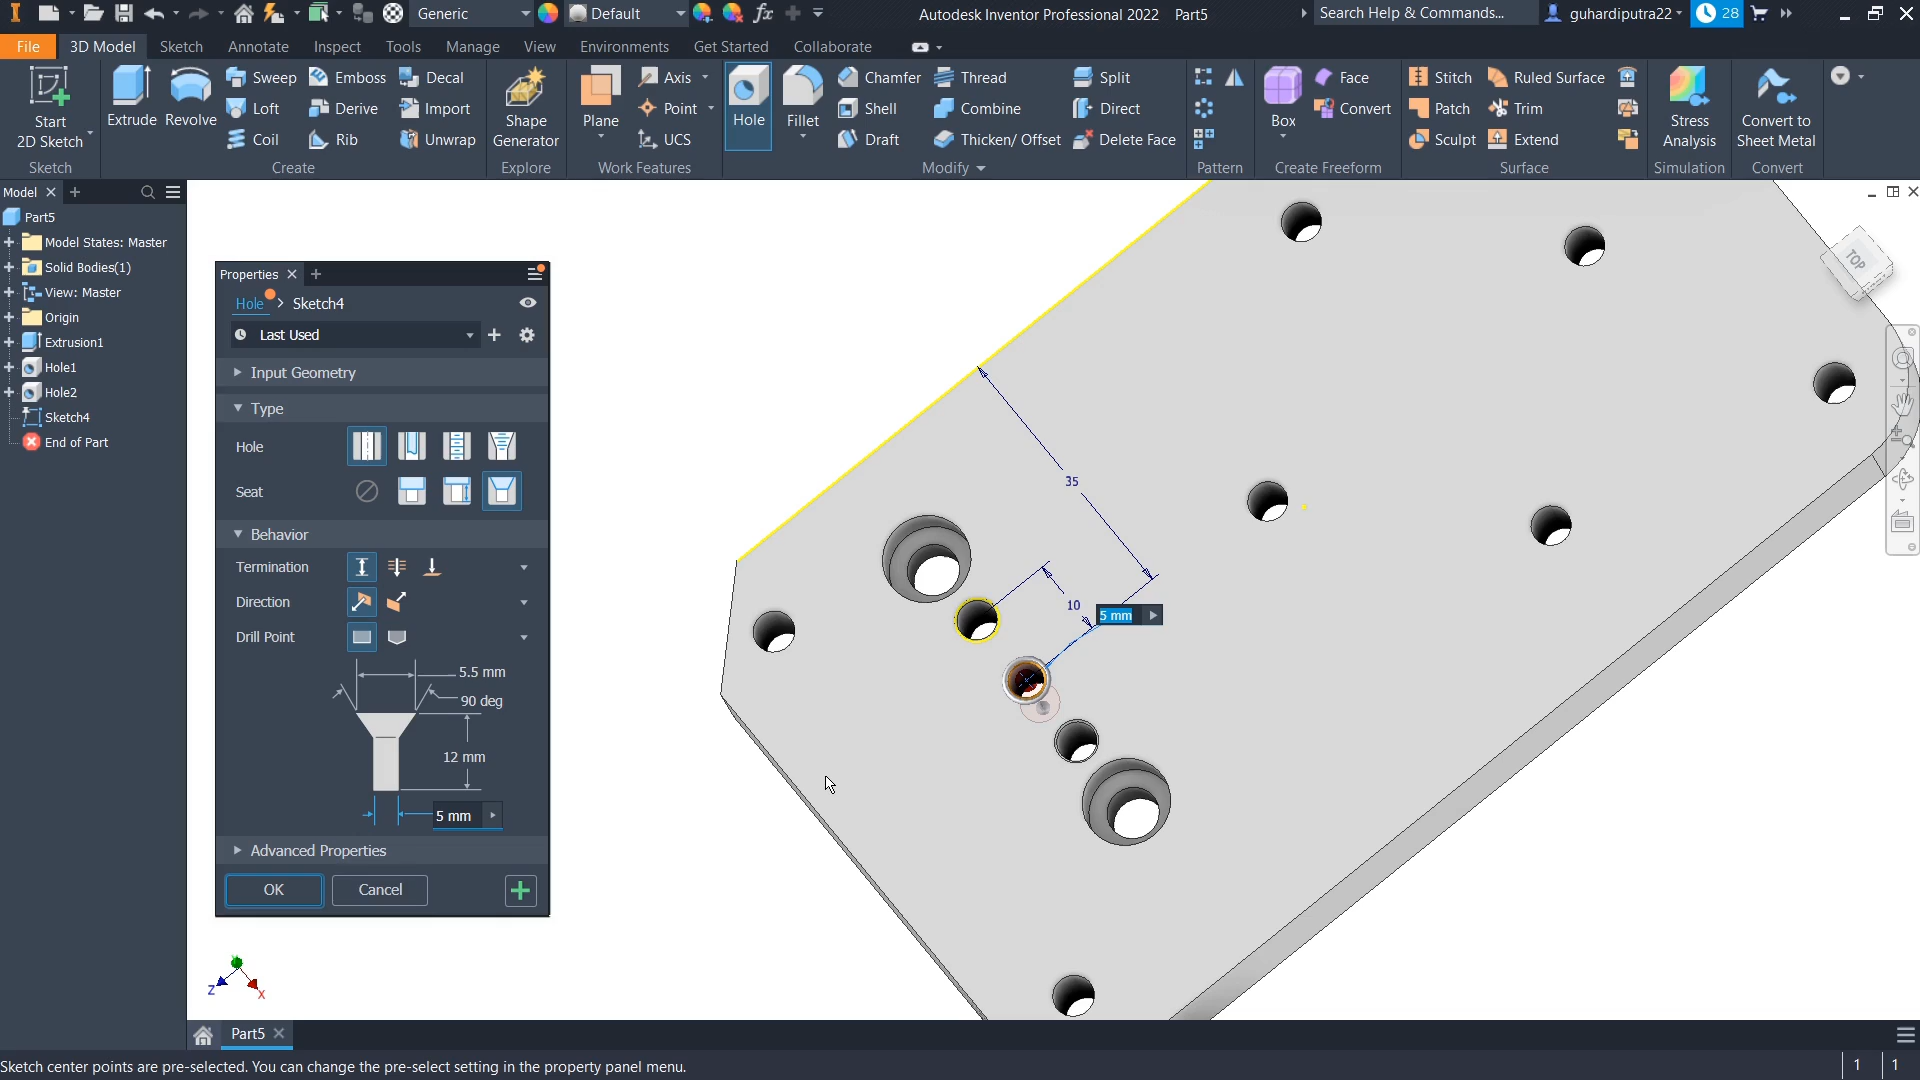 Generic
Default
Autodesk Inventor Professional 2022 Part5
Search Help & Commands...
guhardiputra22
28
File 3D Model Sketch Annotate Inspect Tools Manage View Environments Get Started Collaborate
Start
2D Sketch
Sketch
Extrude Revolve
Sweep Emboss Decal
Loft Derive Import
Coil Rib Unwrap
Create
Shape
Generator
Explore
Plane
Axis
Point
UCS
Work Features
Hole
Fillet
Chamfer Thread Split
Shell Combine Direct
Draft Thicken/ Offset Delete Face
Modify
Pattern
Box
Face
Convert
Create Freeform
Stitch Ruled Surface
Patch Trim
Sculpt Extend
Surface
Stress
Analysis
Simulation
Convert to
Sheet Metal
Convert
Model
Part5
Model States: Master
Solid Bodies(1)
View: Master
Origin
Extrusion1
Hole1
Hole2
Sketch4
End of Part
Properties
Hole > Sketch4
Last Used
Input Geometry
Type
Hole
Seat
Behavior
Termination
Direction
Drill Point
5.5 mm
90 deg
12 mm
5 mm
Advanced Properties
OK Cancel
35
10
5 mm
TOP
Z
X
Part5
Sketch center points are pre-selected. You can change the pre-select setting in the property panel menu.
1 1